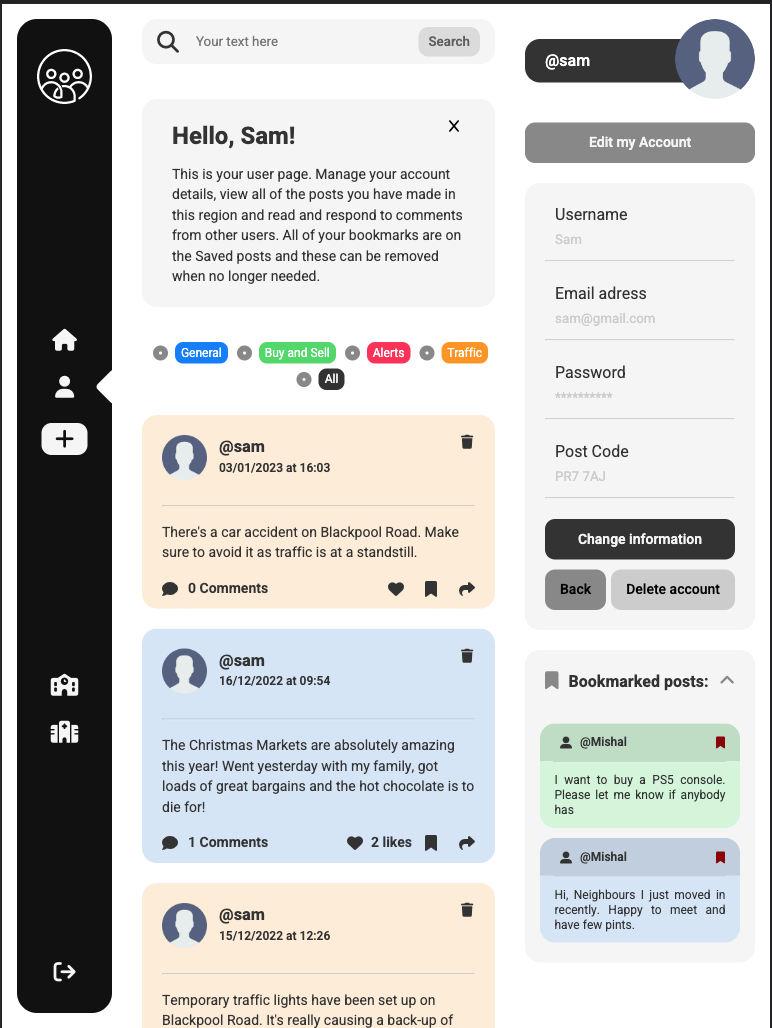 Your text here
Search
Hello, Sam!
X
This is your user page. Manage your account
details, view all of the posts you have made in
this region and read and respond to comments
from other users. All of your bookmarks are on
the Saved posts and these can be removed
when no longer needed.
General
Buy and Sell
Alerts
Traffic
All
@sam
03/01/2023 at 16:03
There's a car accident on Blackpool Road. Make
sure to avoid it as traffic is at a standstill.
0 Comments
@sam
16/12/2022 at 09:54
The Christmas Markets are absolutely amazing
this year! Went yesterday with my family, got
loads of great bargains and the hot chocolate is to
die for!
1 Comments
2 likes
@sam
15/12/2022 at 12:26
Temporary traffic lights have been set up on
Blackpool Road. It's really causing a back-up of
@sam
Edit my Account
Username
Sam
Email adress
sam@gmail.com
Password
**********
Post Code
PR7 7AJ
Change information
Back
Delete account
Bookmarked posts:
@Mishal
I want to buy a PS5 console.
Please let me know if anybody
has
@Mishal
Hi, Neighbours I just moved in
recently. Happy to meet and
have few pints.